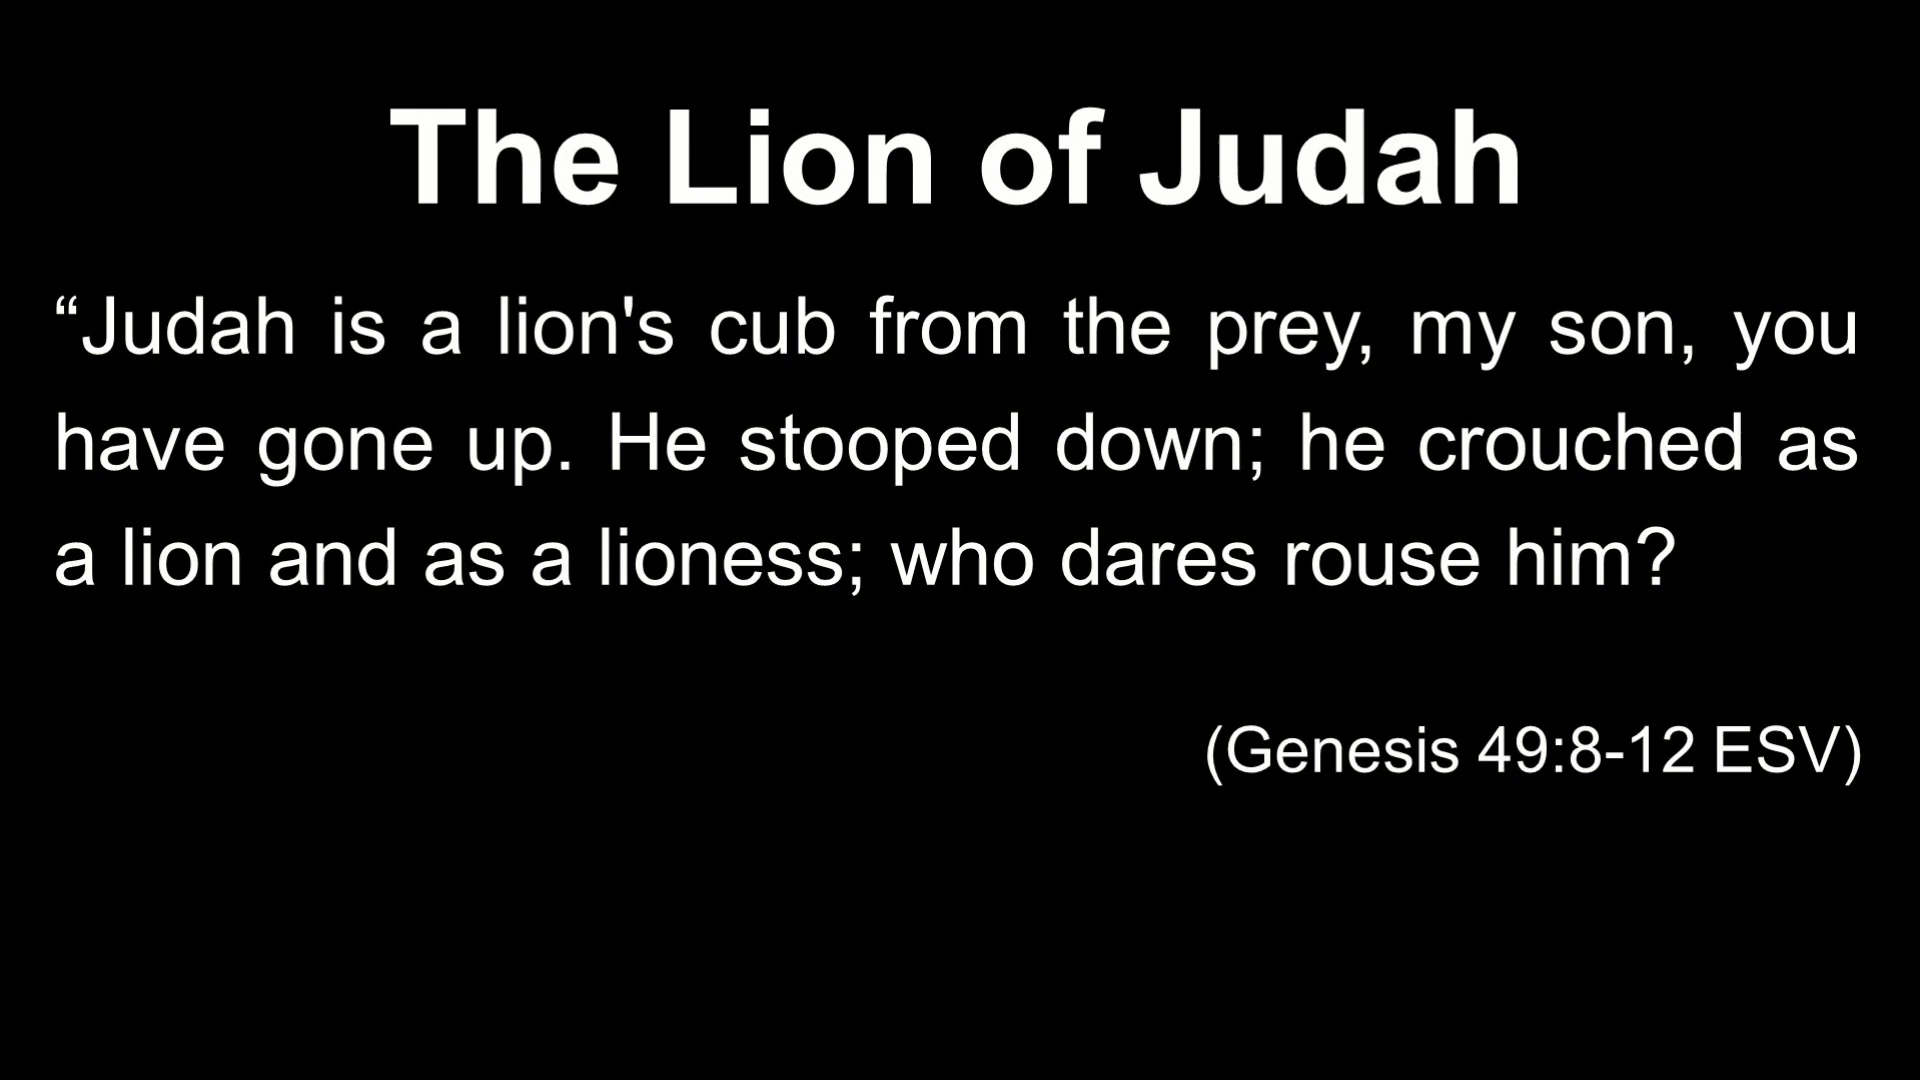 The Lion of Judah
“Judah is a lion's cub from the prey, my son, you
have gone up. He stooped down; he crouched as
a lion and as a lioness; who dares rouse him?
(Genesis 49:8-12 ESV)